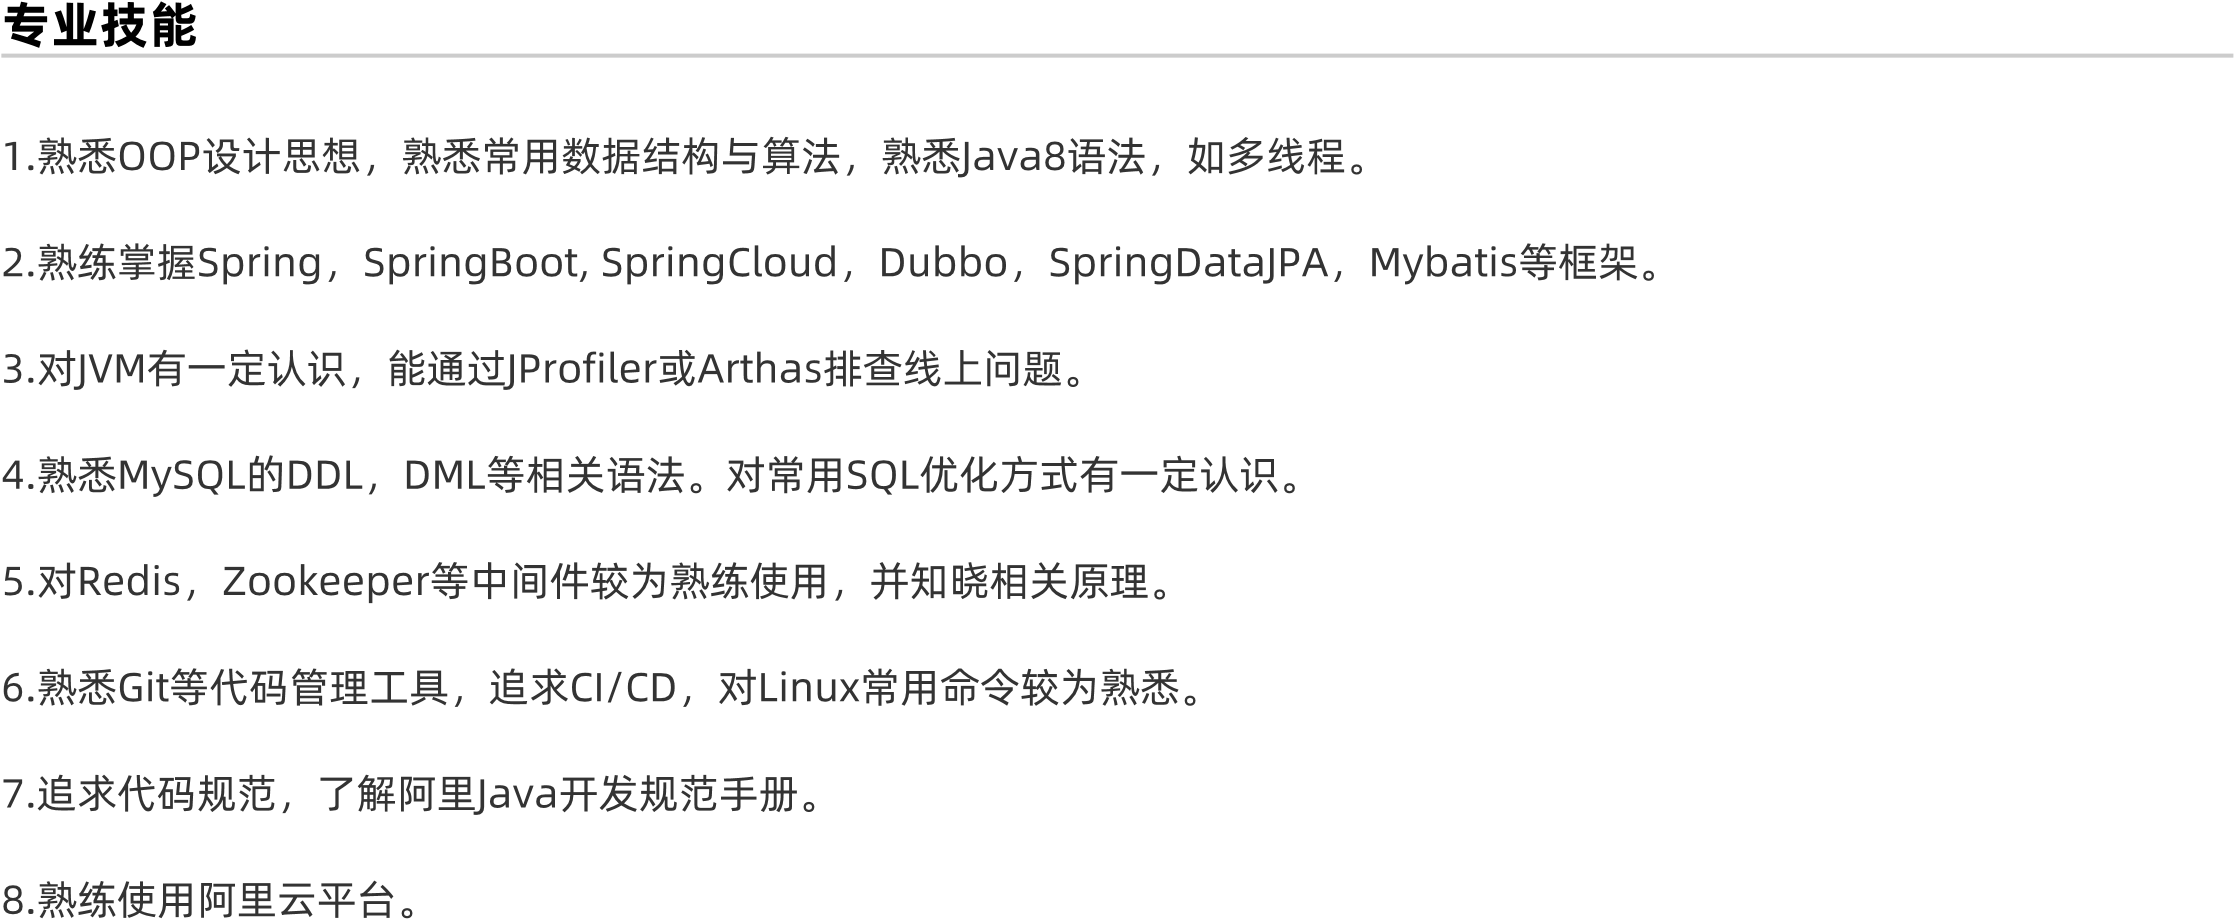 专业技能
1.熟悉OOP设计思想，熟悉常用数据结构与算法，熟悉Java8语法，如多线程。
2.熟练掌握Spring，SpringBoot, SpringCloud，Dubbo，SpringDataJPA，Mybatis等框架。
3.对JVM有一定认识，能通过JProfiler或Arthas排查线上问题。
4.熟悉MySQL的DDL，DML等相关语法。对常用SQL优化方式有一定认识。
5.对Redis，Zookeeper等中间件较为熟练使用，并知晓相关原理。
6.熟悉Git等代码管理工具，追求CI/CD，对Linux常用命令较为熟悉。
7.追求代码规范，了解阿里Java开发规范手册。
8.熟练使用阿里云平台。